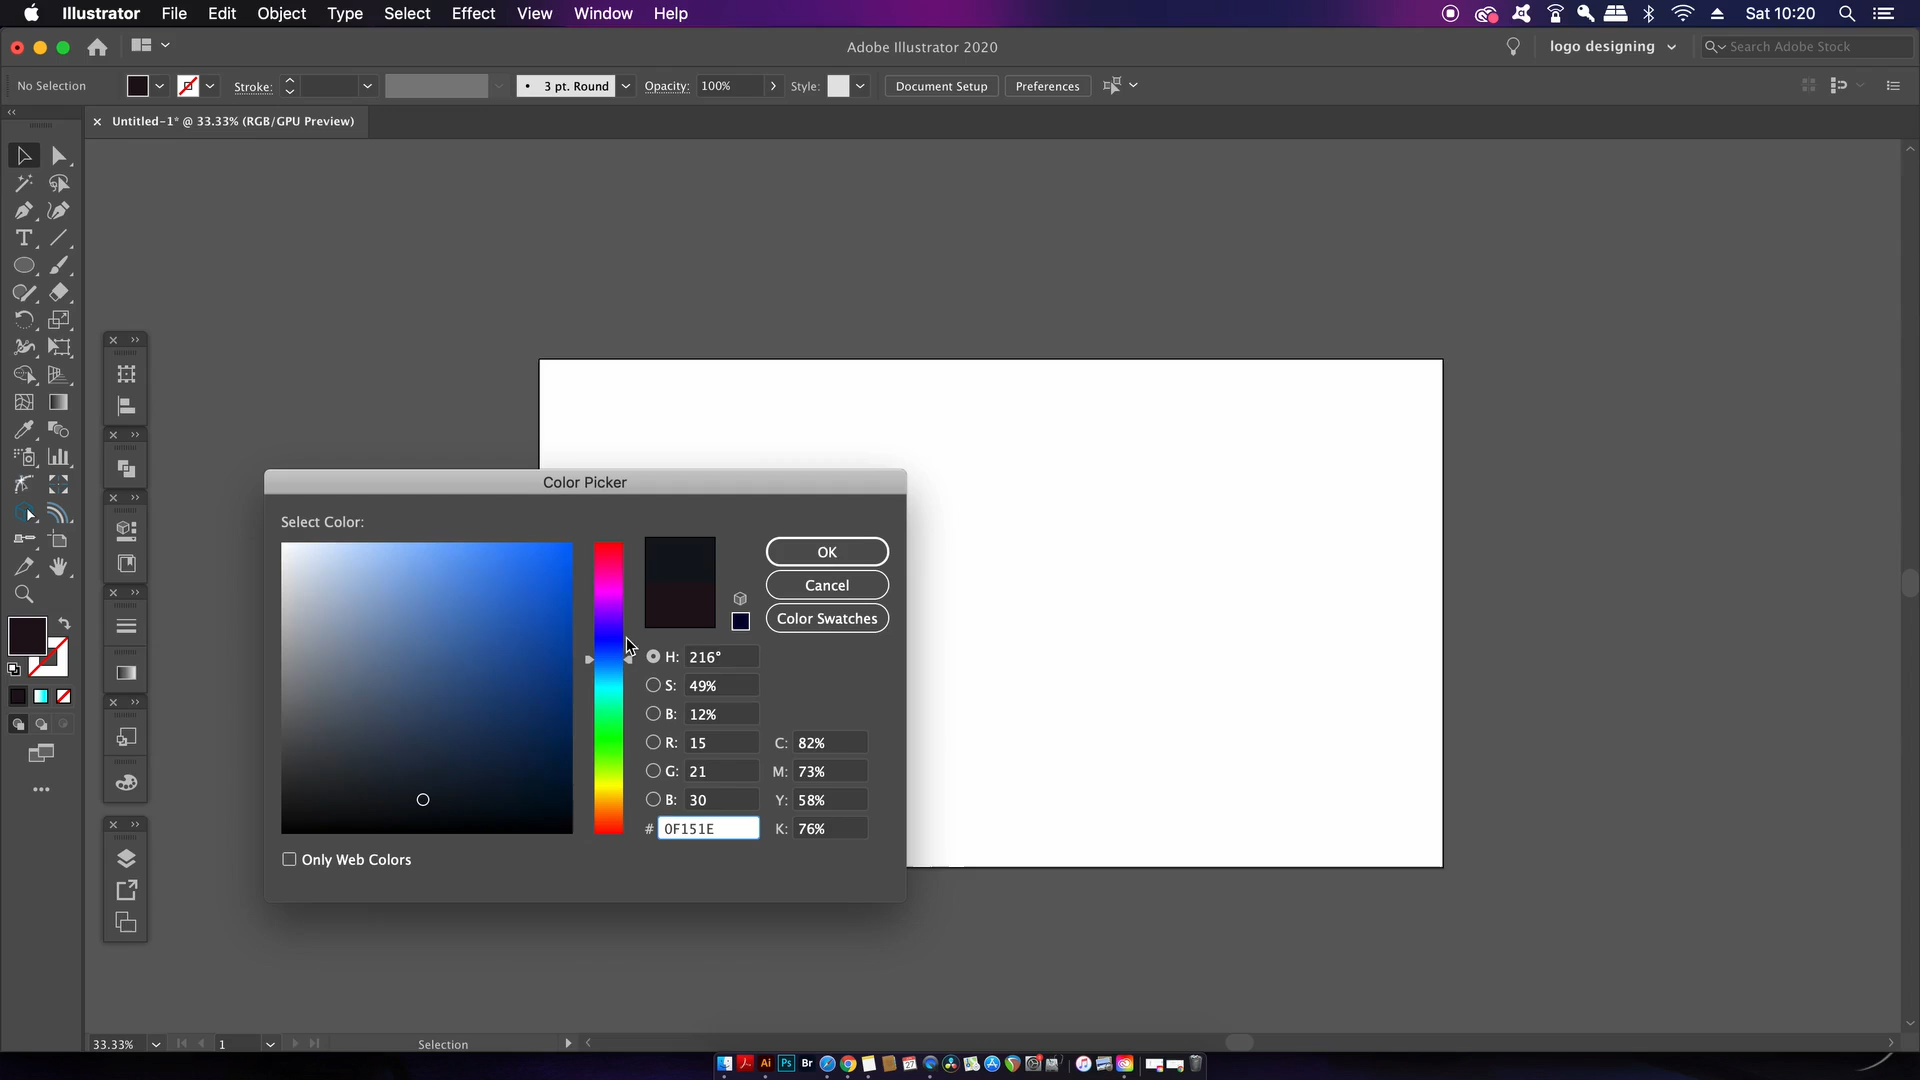 Illustrator File Edit Object Type Select Effect View Window Help Sat 10:20
Adobe Illustrator 2020 logo designing Search Adobe Stock
No Selection Stroke: 3 pt. Round Opacity: 100% Style: Document Setup Preferences
Untitled-1* @ 33.33% (RGB/GPU Preview)
Color Picker
Select Color:
OK
Cancel
Color Swatches
H: 216°
S: 49%
B: 12%
R: 15 C: 82%
G: 21 M: 73%
B: 30 Y: 58%
# 0F151E K: 76%
Only Web Colors
33.33% 1 Selection
Ai Ps Br